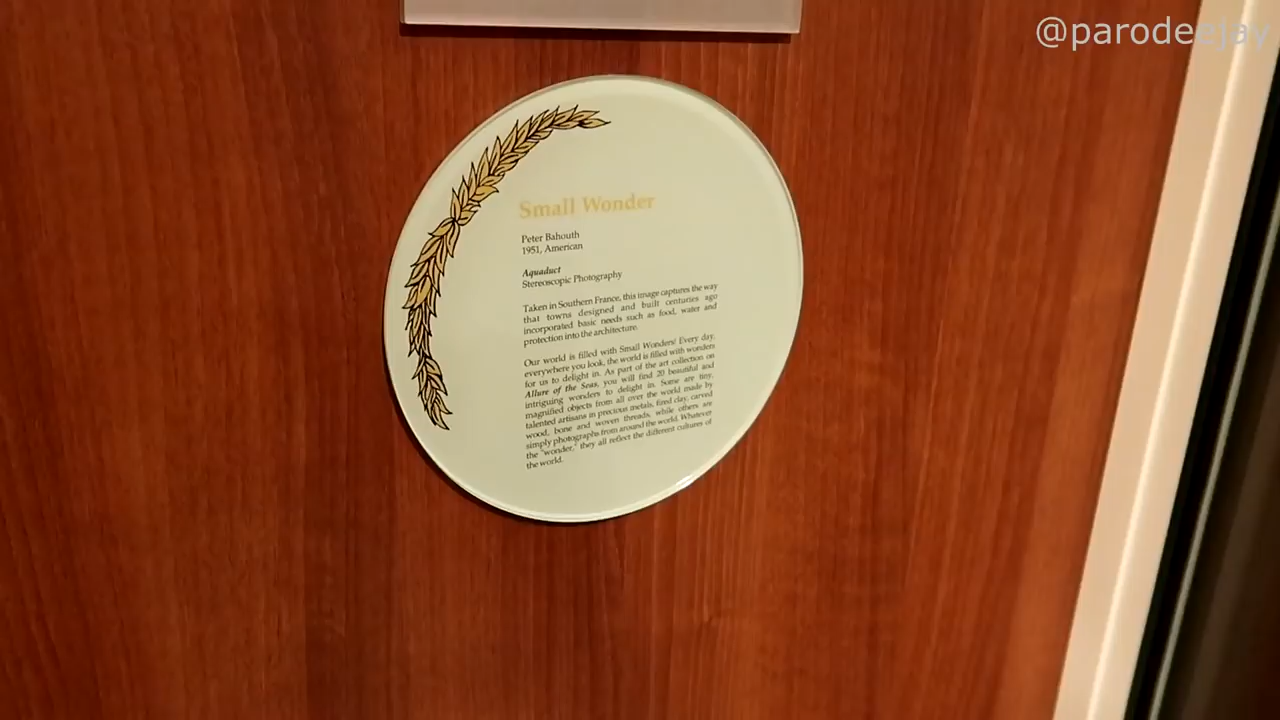 @parodeejay
Small Wonder
Peter Bahouth
1951, American
Aquaduct
Stereoscopic Photography
Taken in Southern France, this image captures the way
that towns designed and built centuries ago
incorporated basic needs such as food, water and
protection into the architecture.
Our world is filled with Small Wonders! Every day,
everywhere you look, the world is filled with wonders
for us to delight in. As part of the art collection on
Allure of the Seas, you will find 20 beautiful and
intriguing wonders to delight in. Some are tiny,
magnified objects from all over the world made by
talented artisans in precious metals, fired clay, carved
wood, bone and woven threads, while others are
simply photographs from around the world. Whatever
the "wonder," they all reflect the different cultures of
the world.